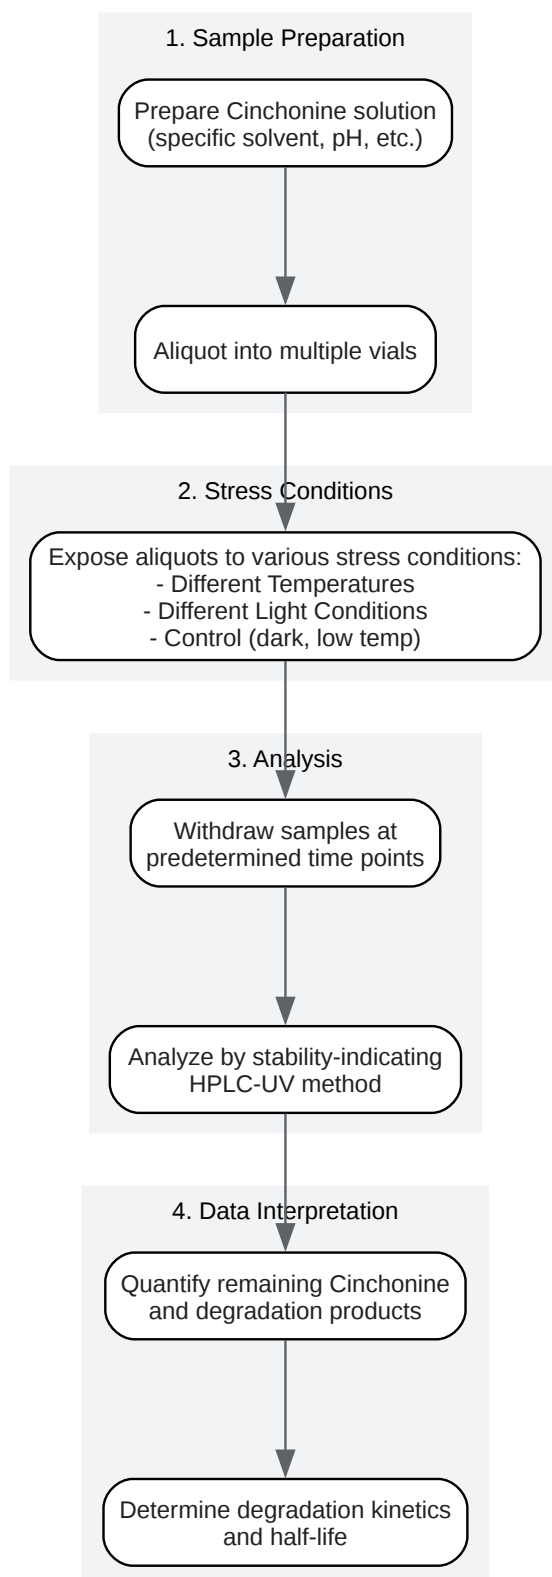 1. Sample Preparation
Prepare Cinchonine solution
(specific solvent, pH, etc.)
Aliquot into multiple vials
2. Stress Conditions
Expose aliquots to various stress conditions:
- Different Temperatures
- Different Light Conditions
- Control (dark, low temp)
3. Analysis
Withdraw samples at
predetermined time points
Analyze by stability-indicating
HPLC-UV method
4. Data Interpretation
Quantify remaining Cinchonine
and degradation products
Determine degradation kinetics
and half-life